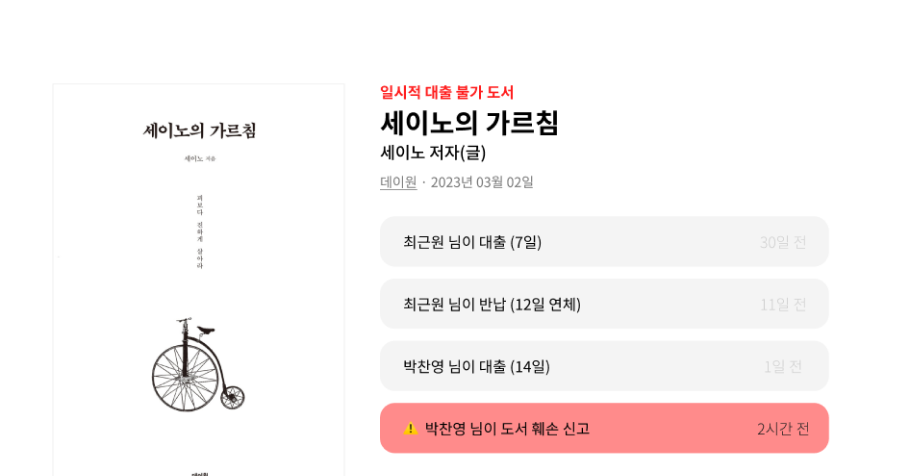 세이노의 가르침
세이노 지음
피보다 진하게 살아라
일시적 대출 불가 도서
세이노의 가르침
세이노 저자(글)
데이원 · 2023년 03월 02일
최근원 님이 대출 (7일) 30일 전
최근원 님이 반납 (12일 연체) 11일 전
박찬영 님이 대출 (14일) 1일 전
⚠️ 박찬영 님이 도서 훼손 신고 2시간 전